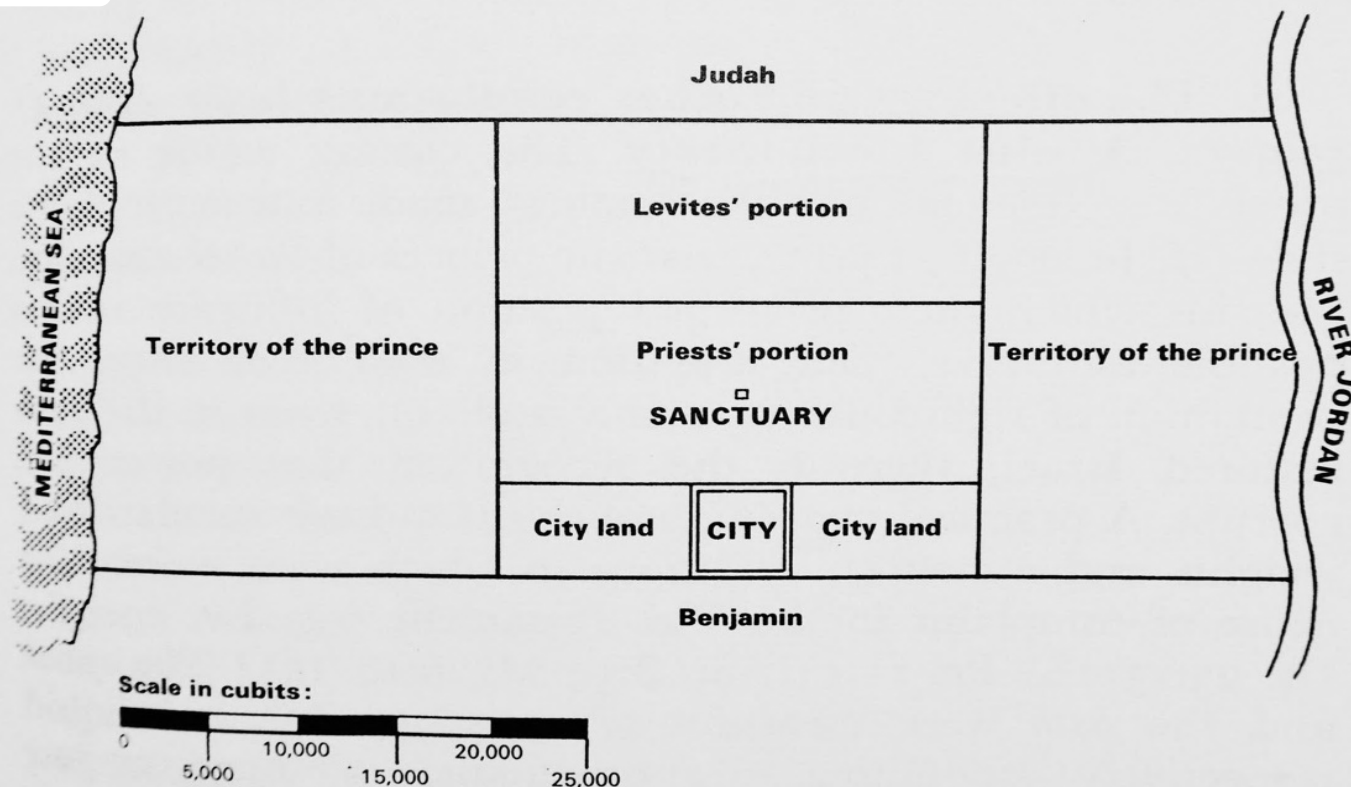 Judah
Levites' portion
MEDITERRANEAN SEA
Territory of the prince
Priests' portion
Territory of the prince
SANCTUARY
RIVER JORDAN
City land
CITY
City land
Benjamin
Scale in cubits:
0
5,000
10,000
15,000
20,000
25,000